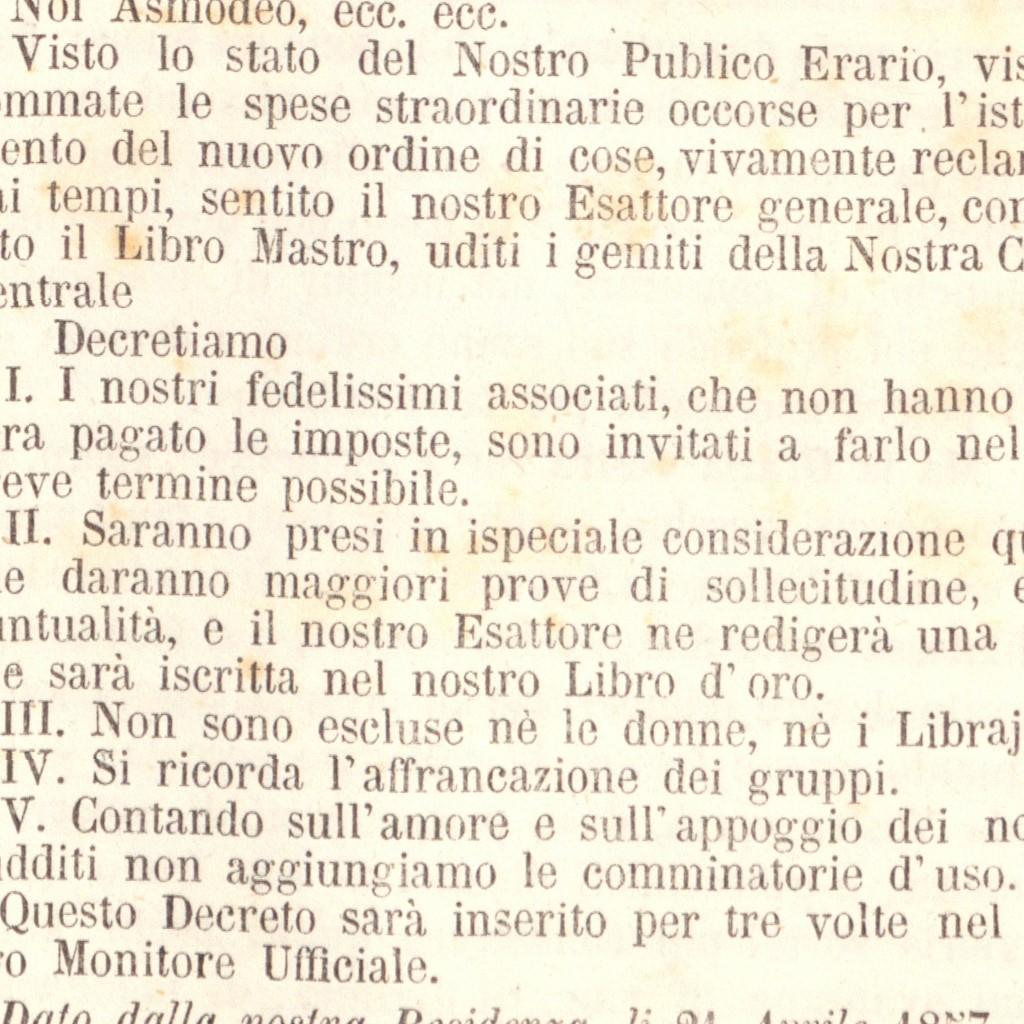 Noi Asmodeo, ecc. ecc.
Visto lo stato del Nostro Publico Erario, vis
ommate le spese straordinarie occorse per l'ist
ento del nuovo ordine di cose, vivamente reclam
ai tempi, sentito il nostro Esattore generale, con
to il Libro Mastro, uditi i gemiti della Nostra C
entrale
Decretiamo
I. I nostri fedelissimi associati, che non hanno
ra pagato le imposte, sono invitati a farlo nel
eve termine possibile.
II. Saranno presi in ispeciale considerazione qu
e daranno maggiori prove di sollecitudine, e
untualità, e il nostro Esattore ne redigerà una
e sarà iscritta nel nostro Libro d'oro.
III. Non sono escluse nè le donne, nè i Libraj
IV. Si ricorda l'affrancazione dei gruppi.
V. Contando sull'amore e sull'appoggio dei no
udditi non aggiungiamo le comminatorie d'uso.
Questo Decreto sarà inserito per tre volte nel
ro Monitore Ufficiale.
Dato dalla nostra Residenza, li 24 Aprile 1857